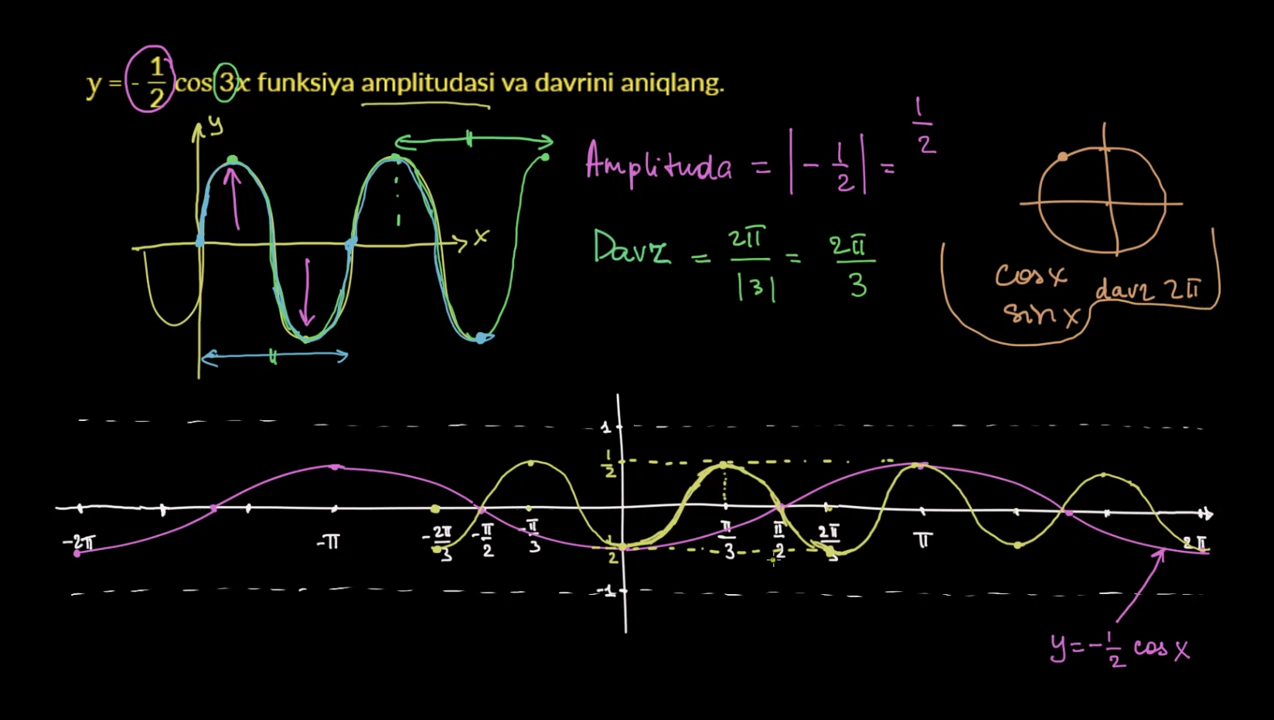 y = -1/2 cos 3x funksiya amplitudasi va davrini aniqlang.
y
x
Amplituda = |-1/2| = 1/2
Davr = 2π/|3| = 2π/3
cos x
sin x
davr 2π
1
1/2
-2π
-π
-2π/3
-π/2
-π/3
π/3
π/2
2π/3
π
2π
1/2
-1
y = -1/2 cos x